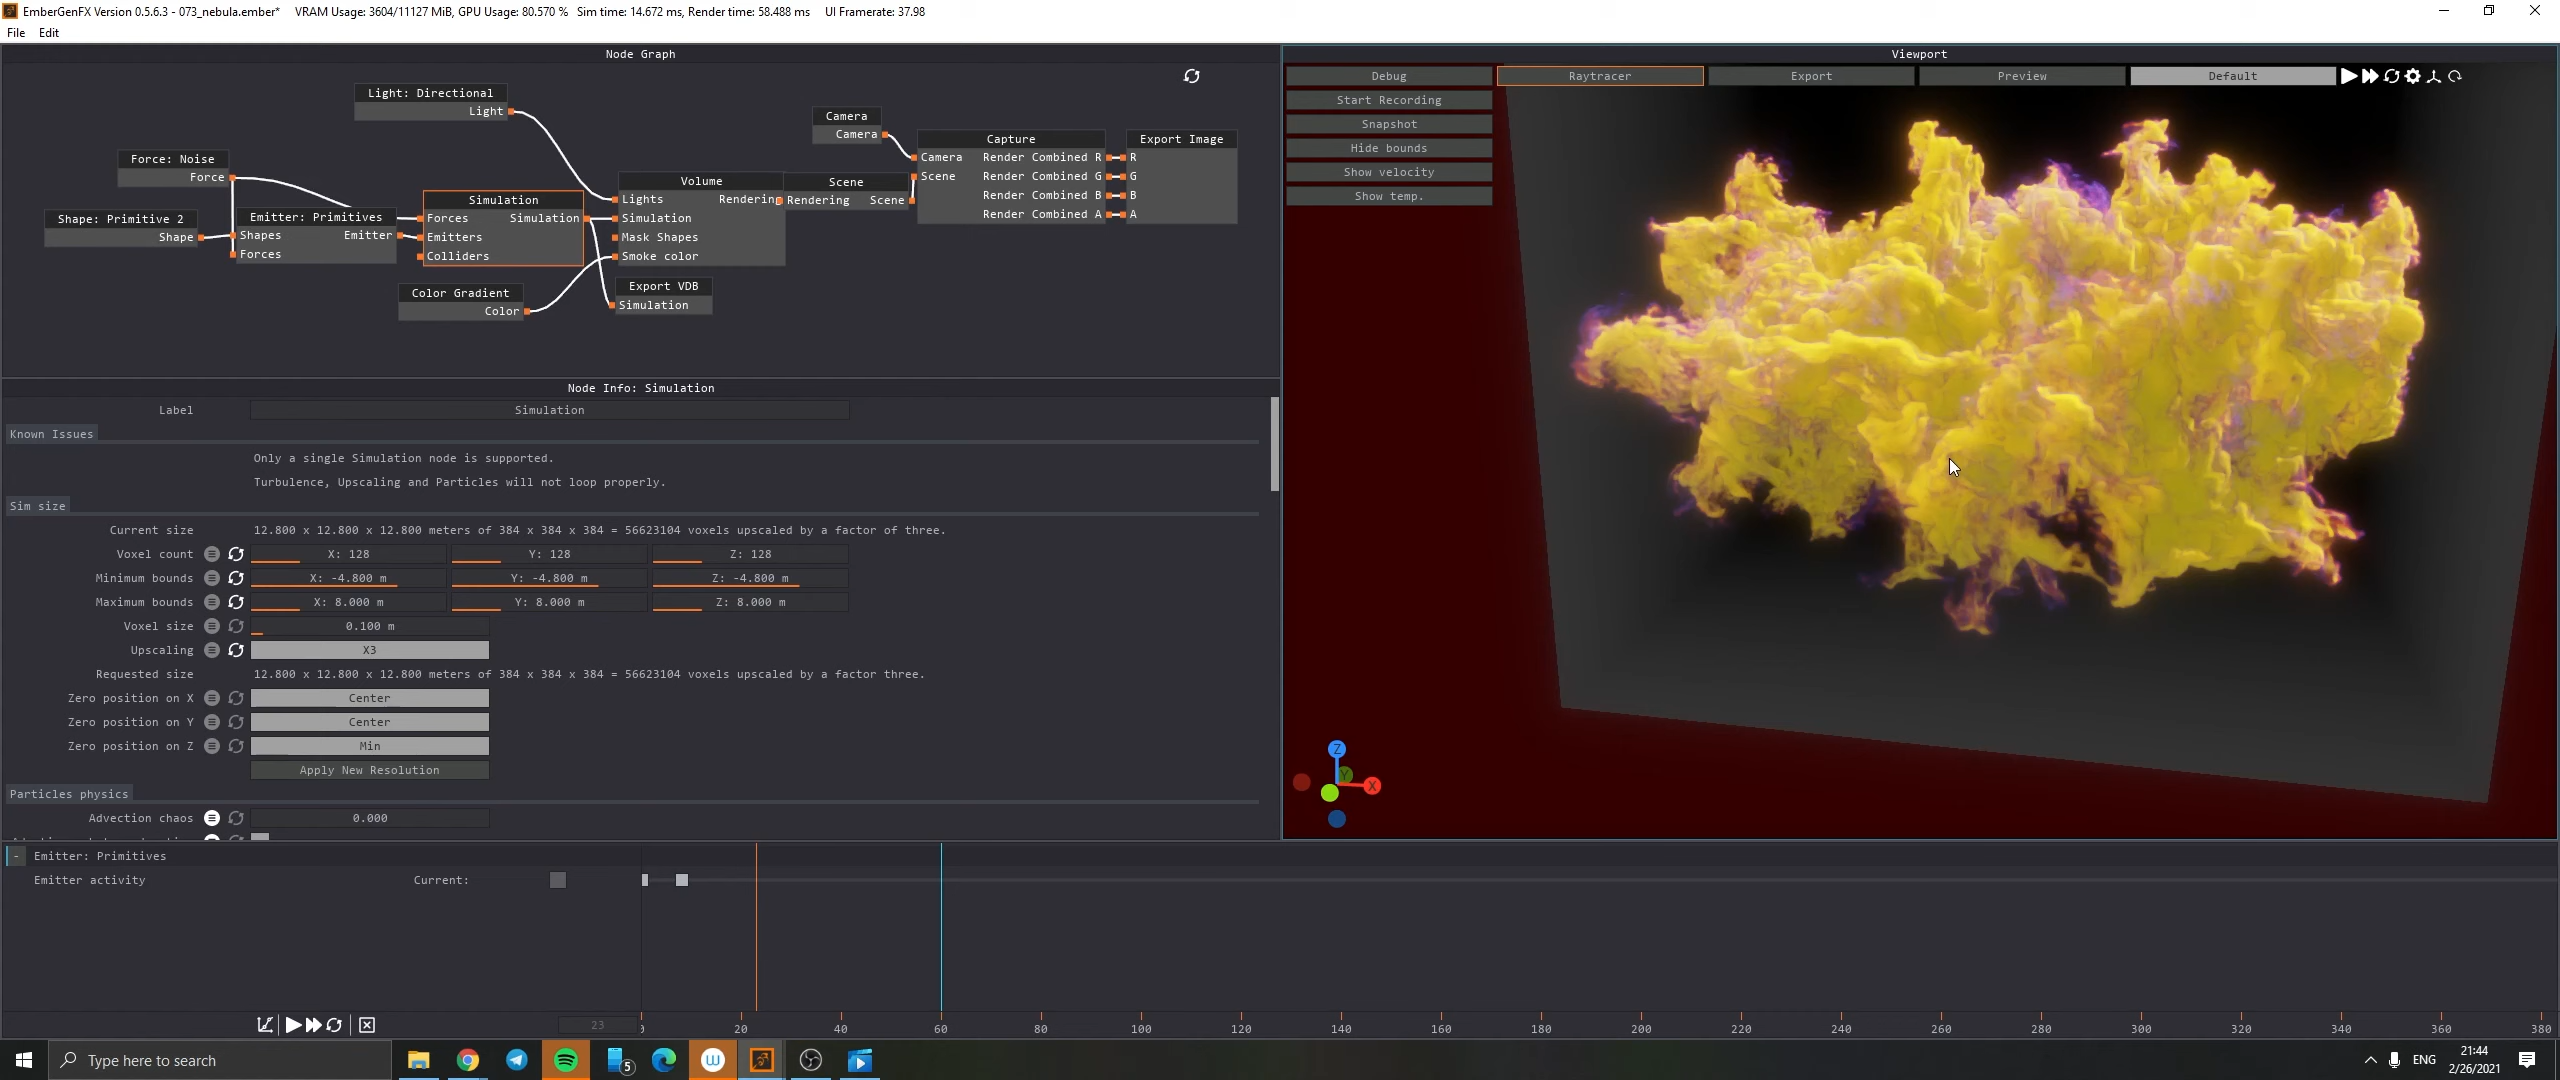 EmberGenFX Version 0.5.6.3 - 073_nebula.ember* VRAM Usage: 3604/11127 MiB, GPU Usage: 80.570 % Sim time: 14.672 ms, Render time: 58.488 ms UI Framerate: 37.98
File Edit
Node Graph
Light: Directional
Light
Force: Noise
Force
Shape: Primitive 2
Shape
Emitter: Primitives
Shapes Emitter
Forces
Simulation
Forces Simulation
Emitters
Colliders
Color Gradient
Color
Volume
Lights Rendering
Simulation
Mask Shapes
Smoke color
Export VDB
Simulation
Scene
Rendering Scene
Camera
Camera
Capture
Camera Render Combined R
Scene Render Combined G
Render Combined B
Render Combined A
Export Image
R
G
B
A
Node Info: Simulation
Label Simulation
Known Issues
Only a single Simulation node is supported.
Turbulence, Upscaling and Particles will not loop properly.
Sim size
Current size 12.800 x 12.800 x 12.800 meters of 384 x 384 x 384 = 56623104 voxels upscaled by a factor of three.
Voxel count X: 128 Y: 128 Z: 128
Minimum bounds X: -4.800 m Y: -4.800 m Z: -4.800 m
Maximum bounds X: 8.000 m Y: 8.000 m Z: 8.000 m
Voxel size 0.100 m
Upscaling X3
Requested size 12.800 x 12.800 x 12.800 meters of 384 x 384 x 384 = 56623104 voxels upscaled by a factor three.
Zero position on X Center
Zero position on Y Center
Zero position on Z Min
Apply New Resolution
Particles physics
Advection chaos 0.000
Viewport
Debug Raytracer Export Preview Default
Start Recording
Snapshot
Hide bounds
Show velocity
Show temp.
Z
Y
X
- Emitter: Primitives
Emitter activity Current:
23 20 40 60 80 100 120 140 160 180 200 220 240 260 280 300 320 340 360 380
Type here to search
5
ENG
21:44
2/26/2021